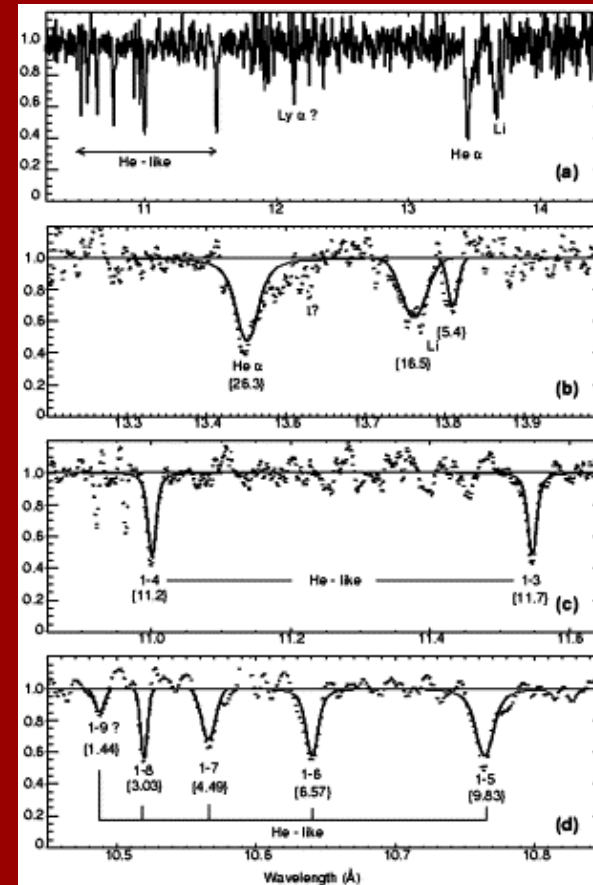 1.0
0.8
0.6
0.4
0.2
0
Ly α ?
Li
He α
He - like
(a)
11 12 13 14
1.0
0.8
0.6
0.4
0.2
0
I?
{5.4}
Li
He α
{16.5}
{26.3}
(b)
13.3 13.4 13.5 13.6 13.7 13.8 13.9
1.0
0.8
0.6
0.4
0.2
0
1-4 He-like 1-3
{11.2} {11.7}
(c)
11.0 11.2 11.4 11.6
1.0
0.8
0.6
0.4
0.2
0
1-9 ?
{1.44}
1-8 1-7 1-6 1-5
{3.03} {4.49} {6.57} {9.83}
He-like
(d)
10.5 10.6 10.7 10.8
Wavelength (Å)